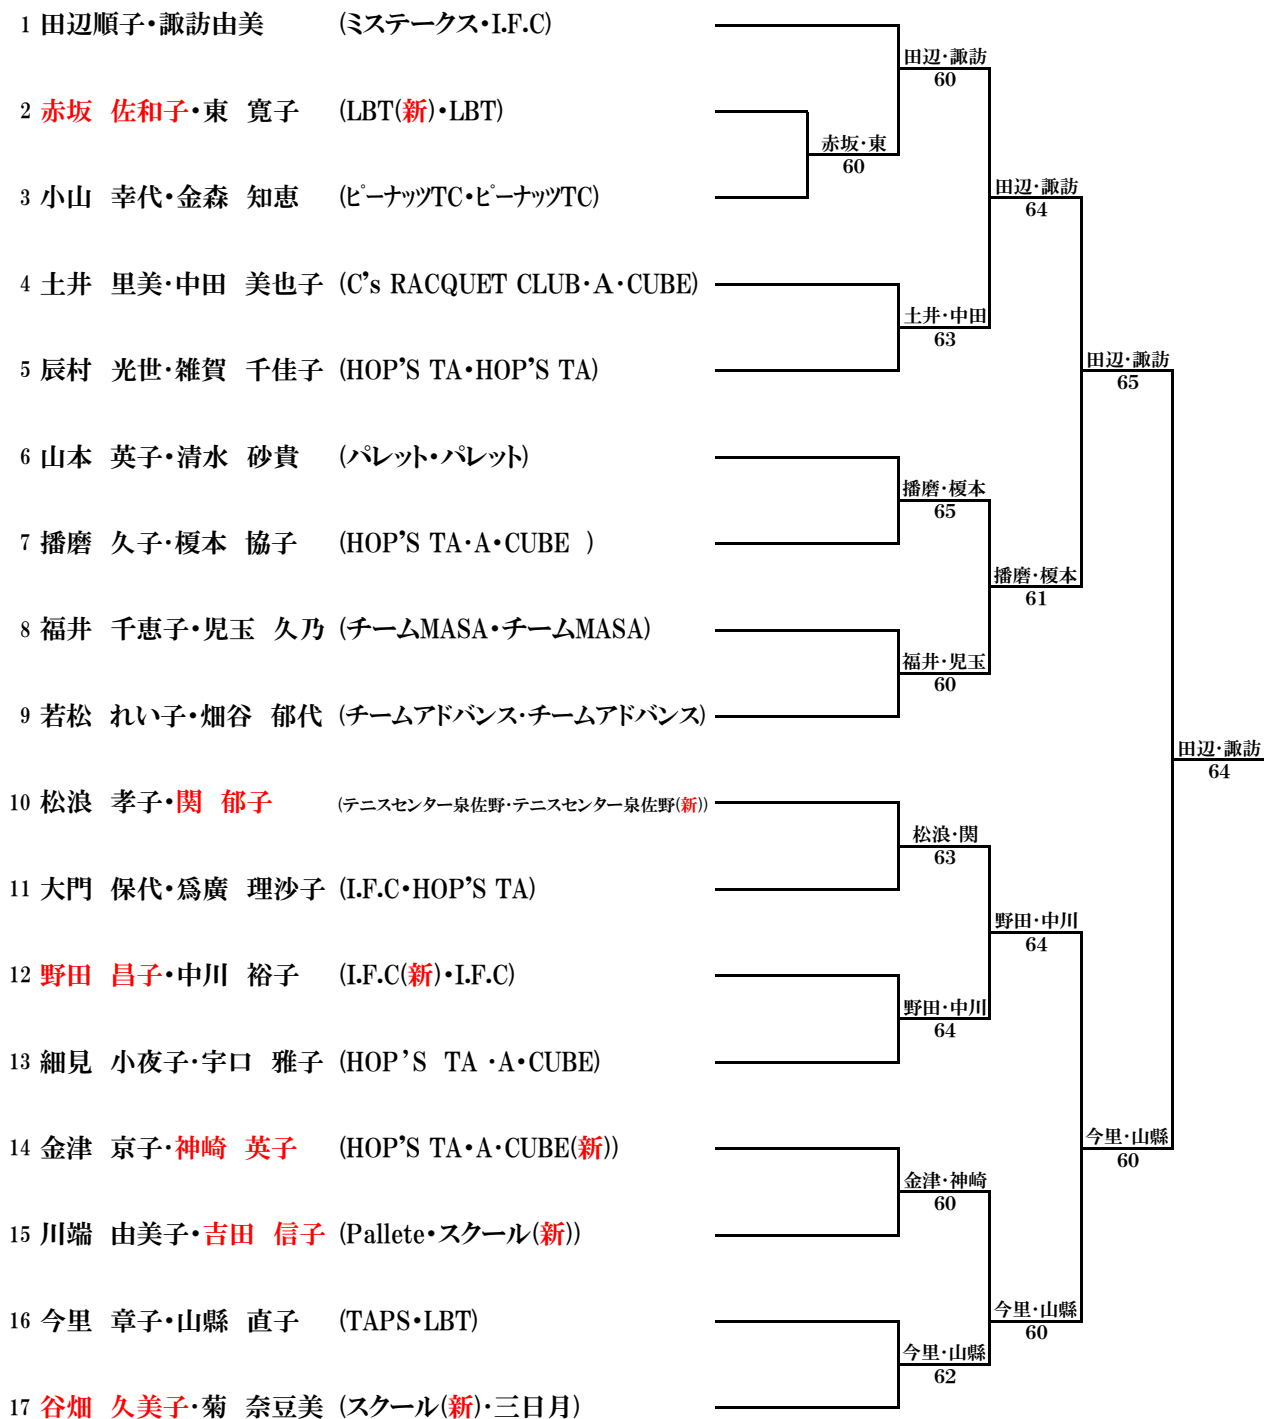 1 田辺順子・諏訪由美 (ミステークス・I.F.C)
田辺・諏訪
60
2 赤坂 佐和子・東 寛子 (LBT(新)・LBT)
赤坂・東
60
3 小山 幸代・金森 知恵 (ピーナッツTC・ピーナッツTC)
田辺・諏訪
64
4 土井 里美・中田 美也子 (C's RACQUET CLUB・A・CUBE)
土井・中田
63
5 辰村 光世・雑賀 千佳子 (HOP'S TA・HOP'S TA)
田辺・諏訪
65
6 山本 英子・清水 砂貴 (パレット・パレット)
播磨・榎本
65
7 播磨 久子・榎本 協子 (HOP'S TA・A・CUBE )
播磨・榎本
61
8 福井 千恵子・児玉 久乃 (チームMASA・チームMASA)
福井・児玉
60
9 若松 れい子・畑谷 郁代 (チームアドバンス・チームアドバンス)
田辺・諏訪
64
10 松浪 孝子・関 郁子 (テニスセンター泉佐野・テニスセンター泉佐野(新))
松浪・関
63
11 大門 保代・爲廣 理沙子 (I.F.C・HOP'S TA)
野田・中川
64
12 野田 昌子・中川 裕子 (I.F.C(新)・I.F.C)
野田・中川
64
13 細見 小夜子・宇口 雅子 (HOP'S TA ・A・CUBE)
今里・山縣
60
14 金津 京子・神崎 英子 (HOP'S TA・A・CUBE(新))
金津・神崎
60
15 川端 由美子・吉田 信子 (Pallete・スクール(新))
今里・山縣
60
16 今里 章子・山縣 直子 (TAPS・LBT)
今里・山縣
62
17 谷畑 久美子・菊 奈豆美 (スクール(新)・三日月)